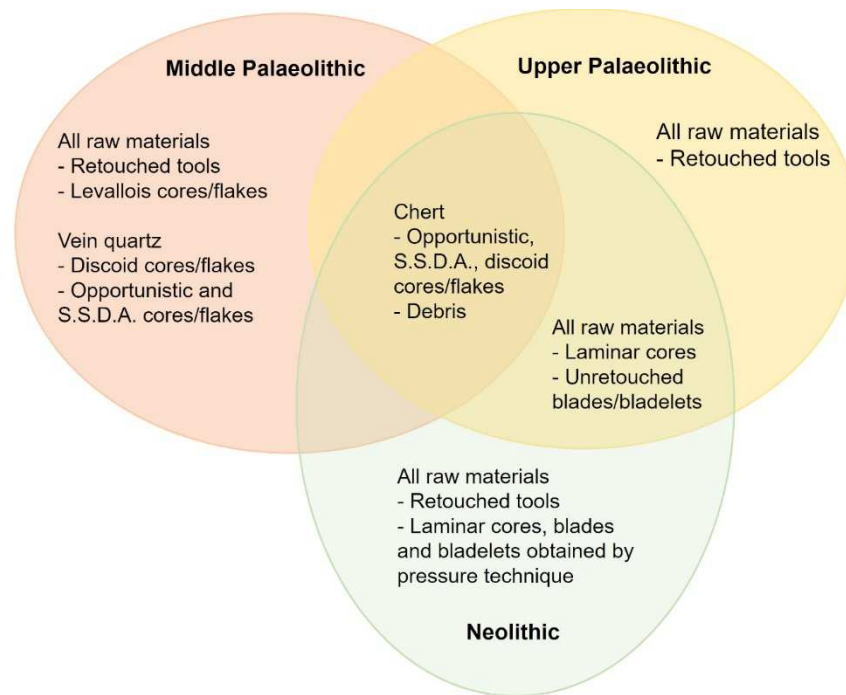 Middle Palaeolithic
Upper Palaeolithic
All raw materials
- Retouched tools
- Levallois cores/flakes
Vein quartz
- Discoid cores/flakes
- Opportunistic and
S.S.D.A. cores/flakes
All raw materials
- Retouched tools
Chert
- Opportunistic,
S.S.D.A., discoid
cores/flakes
- Debris
All raw materials
- Laminar cores
- Unretouched
blades/bladelets
All raw materials
- Retouched tools
- Laminar cores, blades
and bladelets obtained by
pressure technique
Neolithic